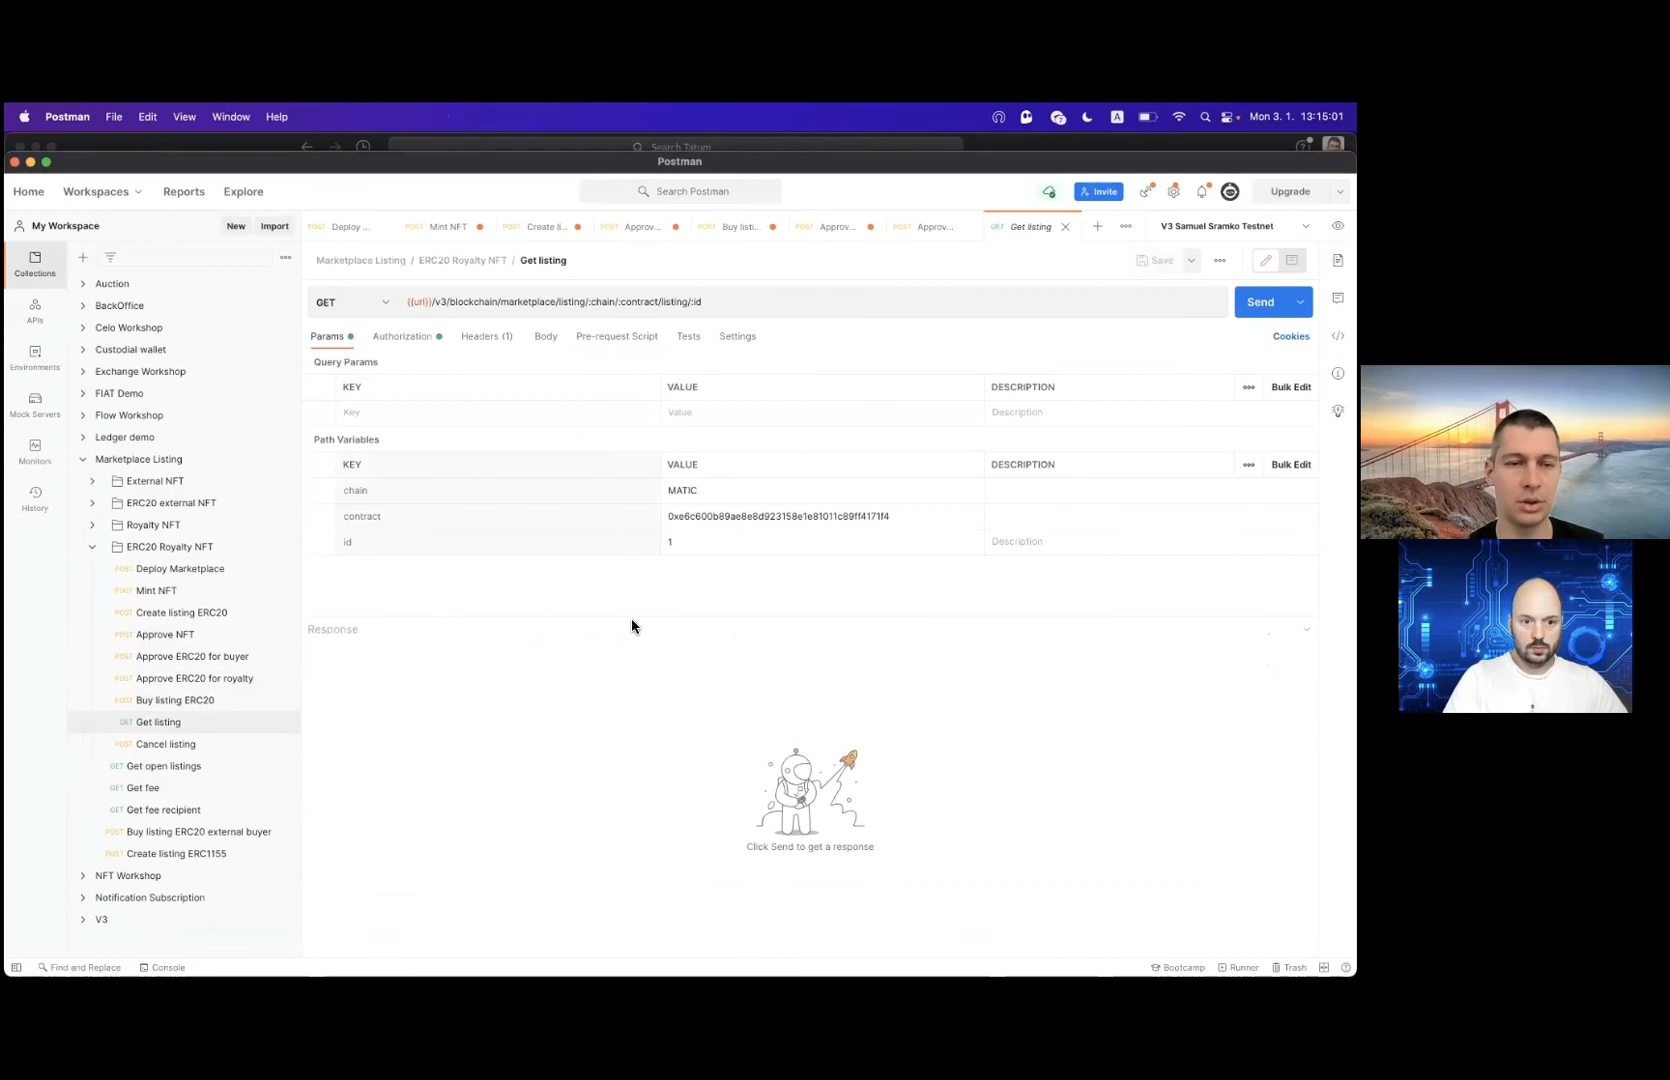 Postman File Edit View Window Help
A Mon 3. 1. 13:15:01
Search Tatum
Postman
Home Workspaces Reports Explore
Search Postman
Invite
Upgrade
My Workspace
New Import
POST Deploy ...
POST Mint NFT
POST Create li...
POST Approv...
POST Buy listi...
POST Approv...
POST Approv...
GET Get listing
V3 Samuel Sramko Testnet
Collections
APIs
Environments
Mock Servers
Monitors
History
Auction
BackOffice
Celo Workshop
Custodial wallet
Exchange Workshop
FIAT Demo
Flow Workshop
Ledger demo
Marketplace Listing
External NFT
ERC20 external NFT
Royalty NFT
ERC20 Royalty NFT
POST Deploy Marketplace
POST Mint NFT
POST Create listing ERC20
POST Approve NFT
POST Approve ERC20 for buyer
POST Approve ERC20 for royalty
POST Buy listing ERC20
GET Get listing
POST Cancel listing
GET Get open listings
GET Get fee
GET Get fee recipient
POST Buy listing ERC20 external buyer
POST Create listing ERC1155
NFT Workshop
Notification Subscription
V3
Marketplace Listing / ERC20 Royalty NFT / Get listing
Save
GET {{url}}/v3/blockchain/marketplace/listing/:chain/:contract/listing/:id
Send
Params Authorization Headers (1) Body Pre-request Script Tests Settings
Cookies
Query Params
KEY VALUE DESCRIPTION Bulk Edit
Key Value Description
Path Variables
KEY VALUE DESCRIPTION Bulk Edit
chain MATIC
contract 0xe6c600b89ae8e8d923158e1e81011c89ff4171f4
id 1 Description
Response
Click Send to get a response
Find and Replace Console
Bootcamp Runner Trash